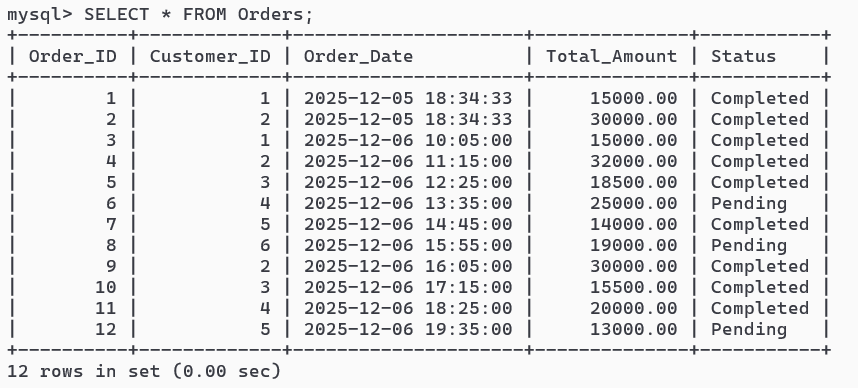 mysql> SELECT * FROM Orders;
+----------+-------------+---------------------+--------------+-----------+
| Order_ID | Customer_ID | Order_Date          | Total_Amount | Status    |
+----------+-------------+---------------------+--------------+-----------+
|        1 |           1 | 2025-12-05 18:34:33 |     15000.00 | Completed |
|        2 |           2 | 2025-12-05 18:34:33 |     30000.00 | Completed |
|        3 |           1 | 2025-12-06 10:05:00 |     15000.00 | Completed |
|        4 |           2 | 2025-12-06 11:15:00 |     32000.00 | Completed |
|        5 |           3 | 2025-12-06 12:25:00 |     18500.00 | Completed |
|        6 |           4 | 2025-12-06 13:35:00 |     25000.00 | Pending   |
|        7 |           5 | 2025-12-06 14:45:00 |     14000.00 | Completed |
|        8 |           6 | 2025-12-06 15:55:00 |     19000.00 | Pending   |
|        9 |           2 | 2025-12-06 16:05:00 |     30000.00 | Completed |
|       10 |           3 | 2025-12-06 17:15:00 |     15500.00 | Completed |
|       11 |           4 | 2025-12-06 18:25:00 |     20000.00 | Completed |
|       12 |           5 | 2025-12-06 19:35:00 |     13000.00 | Pending   |
+----------+-------------+---------------------+--------------+-----------+
12 rows in set (0.00 sec)